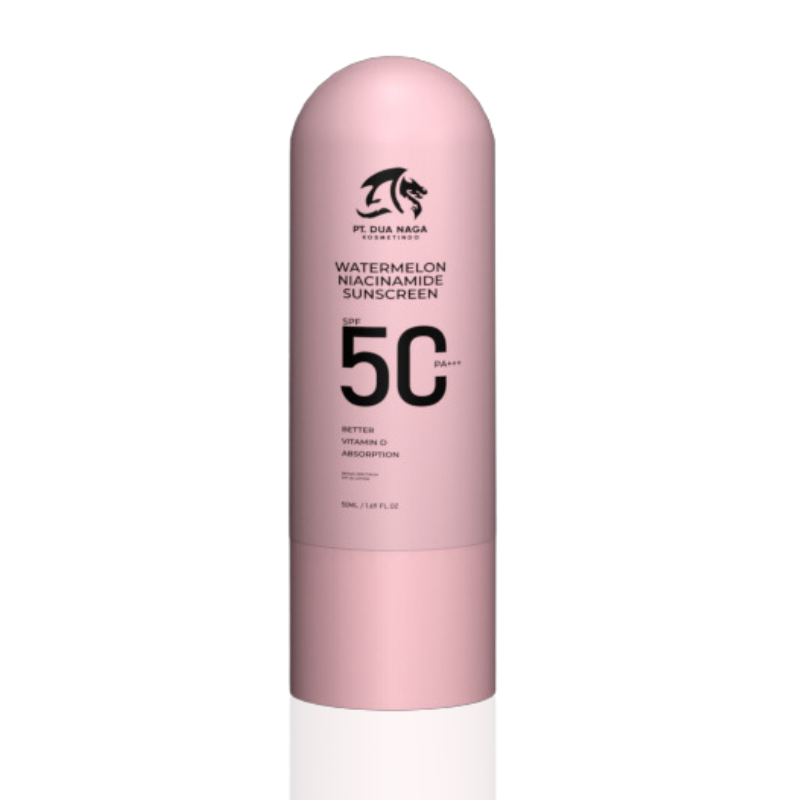 PT. DUA NAGA
KOSMETINDO
WATERMELON
NIACINAMIDE
SUNSCREEN
SPF
50
PA+++
BETTER
VITAMIN D
ABSORPTION
50ML / 1.69 FL.OZ